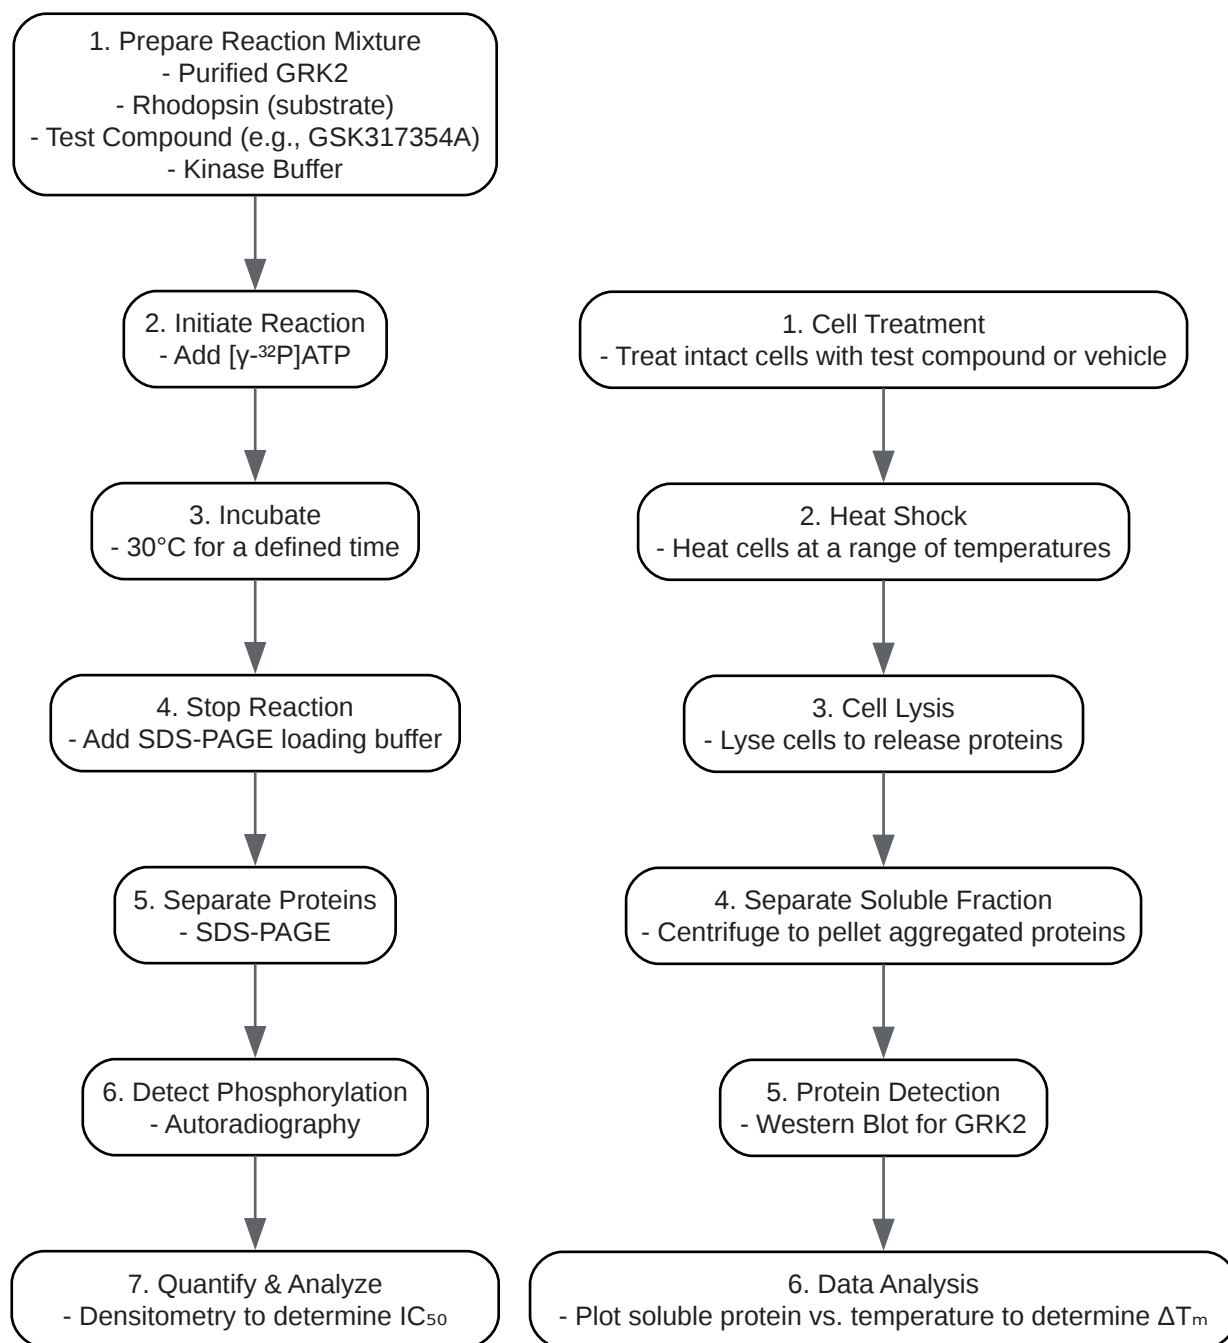 1. Prepare Reaction Mixture
- Purified GRK2
- Rhodopsin (substrate)
- Test Compound (e.g., GSK317354A)
- Kinase Buffer
2. Initiate Reaction
- Add [γ-³²P]ATP
3. Incubate
- 30°C for a defined time
4. Stop Reaction
- Add SDS-PAGE loading buffer
5. Separate Proteins
- SDS-PAGE
6. Detect Phosphorylation
- Autoradiography
7. Quantify & Analyze
- Densitometry to determine IC₅₀
1. Cell Treatment
- Treat intact cells with test compound or vehicle
2. Heat Shock
- Heat cells at a range of temperatures
3. Cell Lysis
- Lyse cells to release proteins
4. Separate Soluble Fraction
- Centrifuge to pellet aggregated proteins
5. Protein Detection
- Western Blot for GRK2
6. Data Analysis
- Plot soluble protein vs. temperature to determine ΔTₘ